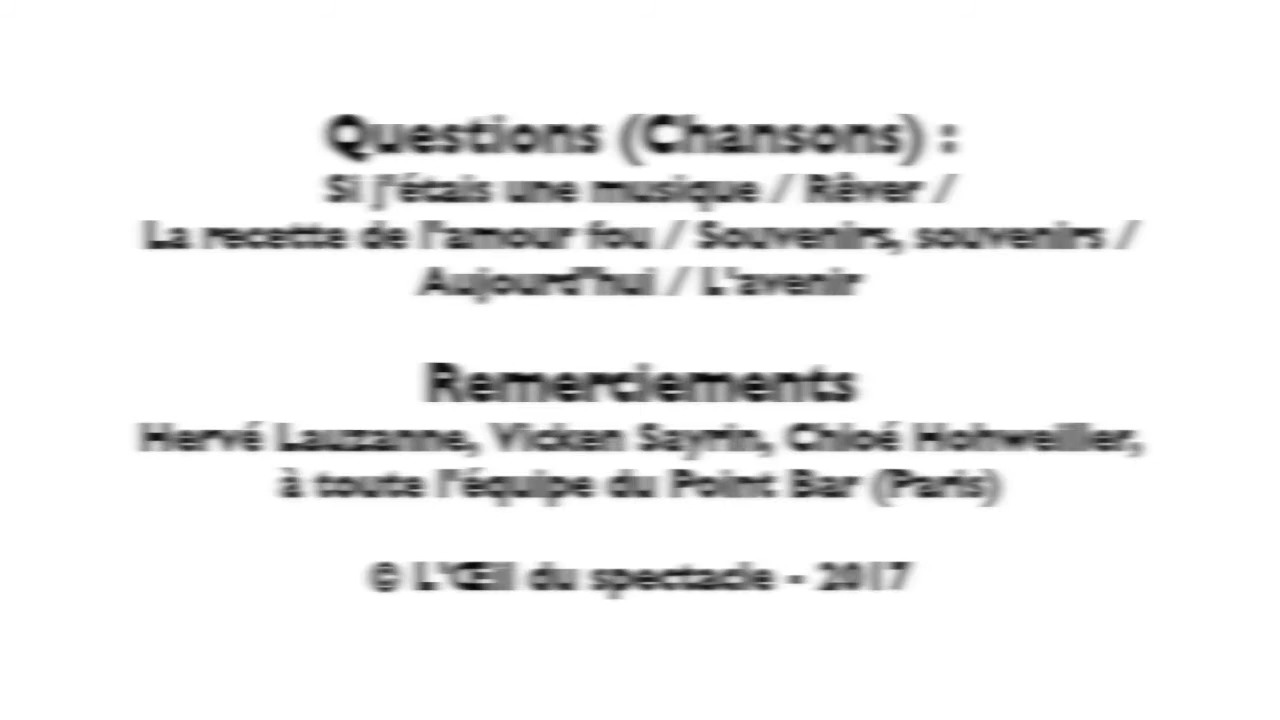 Questions (Chansons) :
Si j'étais une musique / Rêver /
La recette de l'amour fou / Souvenirs, souvenirs /
Aujourd'hui / L'avenir
Remerciements
Hervé Lauzanne, Vicken Sayrin, Chloé Hohweiller,
à toute l'équipe du Point Bar (Paris)
© L'Œil du spectacle - 2017